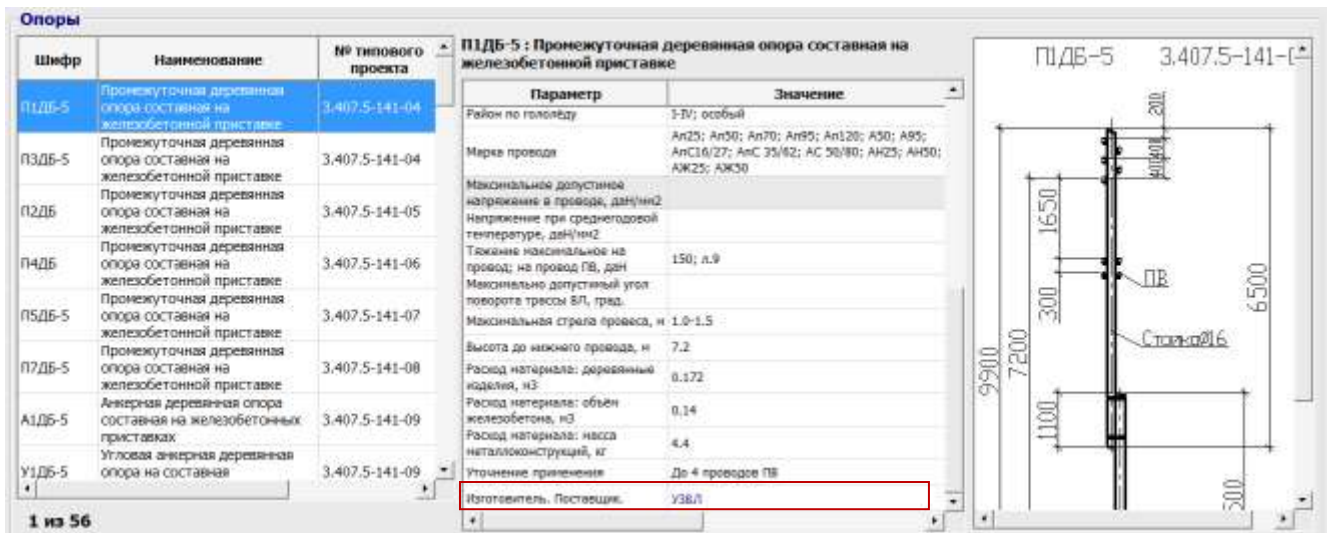 Опоры
Шифр
Наименование
№ типового
проекта
П1ДБ-5
Промежуточная деревянная
опора составная на
железобетонной приставке
3.407.5-141-04
П3ДБ-5
Промежуточная деревянная
опора составная на
железобетонной приставке
3.407.5-141-04
П2ДБ
Промежуточная деревянная
опора составная на
железобетонной приставке
3.407.5-141-05
П4ДБ
Промежуточная деревянная
опора составная на
железобетонной приставке
3.407.5-141-06
П5ДБ-5
Промежуточная деревянная
опора составная на
железобетонной приставке
3.407.5-141-07
П7ДБ-5
Промежуточная деревянная
опора составная на
железобетонной приставке
3.407.5-141-08
А1ДБ-5
Анкерная деревянная опора
составная на железобетонных
приставках
3.407.5-141-09
У1ДБ-5
Угловая анкерная деревянная
опора на составная
3.407.5-141-09
1 из 56
П1ДБ-5 : Промежуточная деревянная опора составная на
железобетонной приставке
Параметр
Значение
Район по гололёду
I-IV; особый
Марка провода
Ап25; Ап50; Ап70; Ап95; Ап120; А50; А95;
АпС16/27; АпС 35/62; АС 50/80; АН25; АН50;
АЖ25; АЖ50
Максимальное допустимое
напряжение в проводе, даН/мм2
Напряжение при среднегодовой
температуре, даН/мм2
Тяжение максимальное на
провод; на провод ПВ, даН
150; л.9
Максимально допустимый угол
поворота трассы ВЛ, град.
Максимальная стрела провеса, м
1.0-1.5
Высота до нижнего провода, м
7.2
Расход материала: деревянные
изделия, м3
0.172
Расход материала: объём
железобетона, м3
0.14
Расход материала: масса
металлоконструкций, кг
4.4
Уточнение применения
До 4 проводов ПВ
Изготовитель. Поставщик.
УЗВЛ
П1ДБ-5
3.407.5-141-
200
400
400
1650
ПВ
300
6500
Стойка⌀16
9900
7200
1100
500